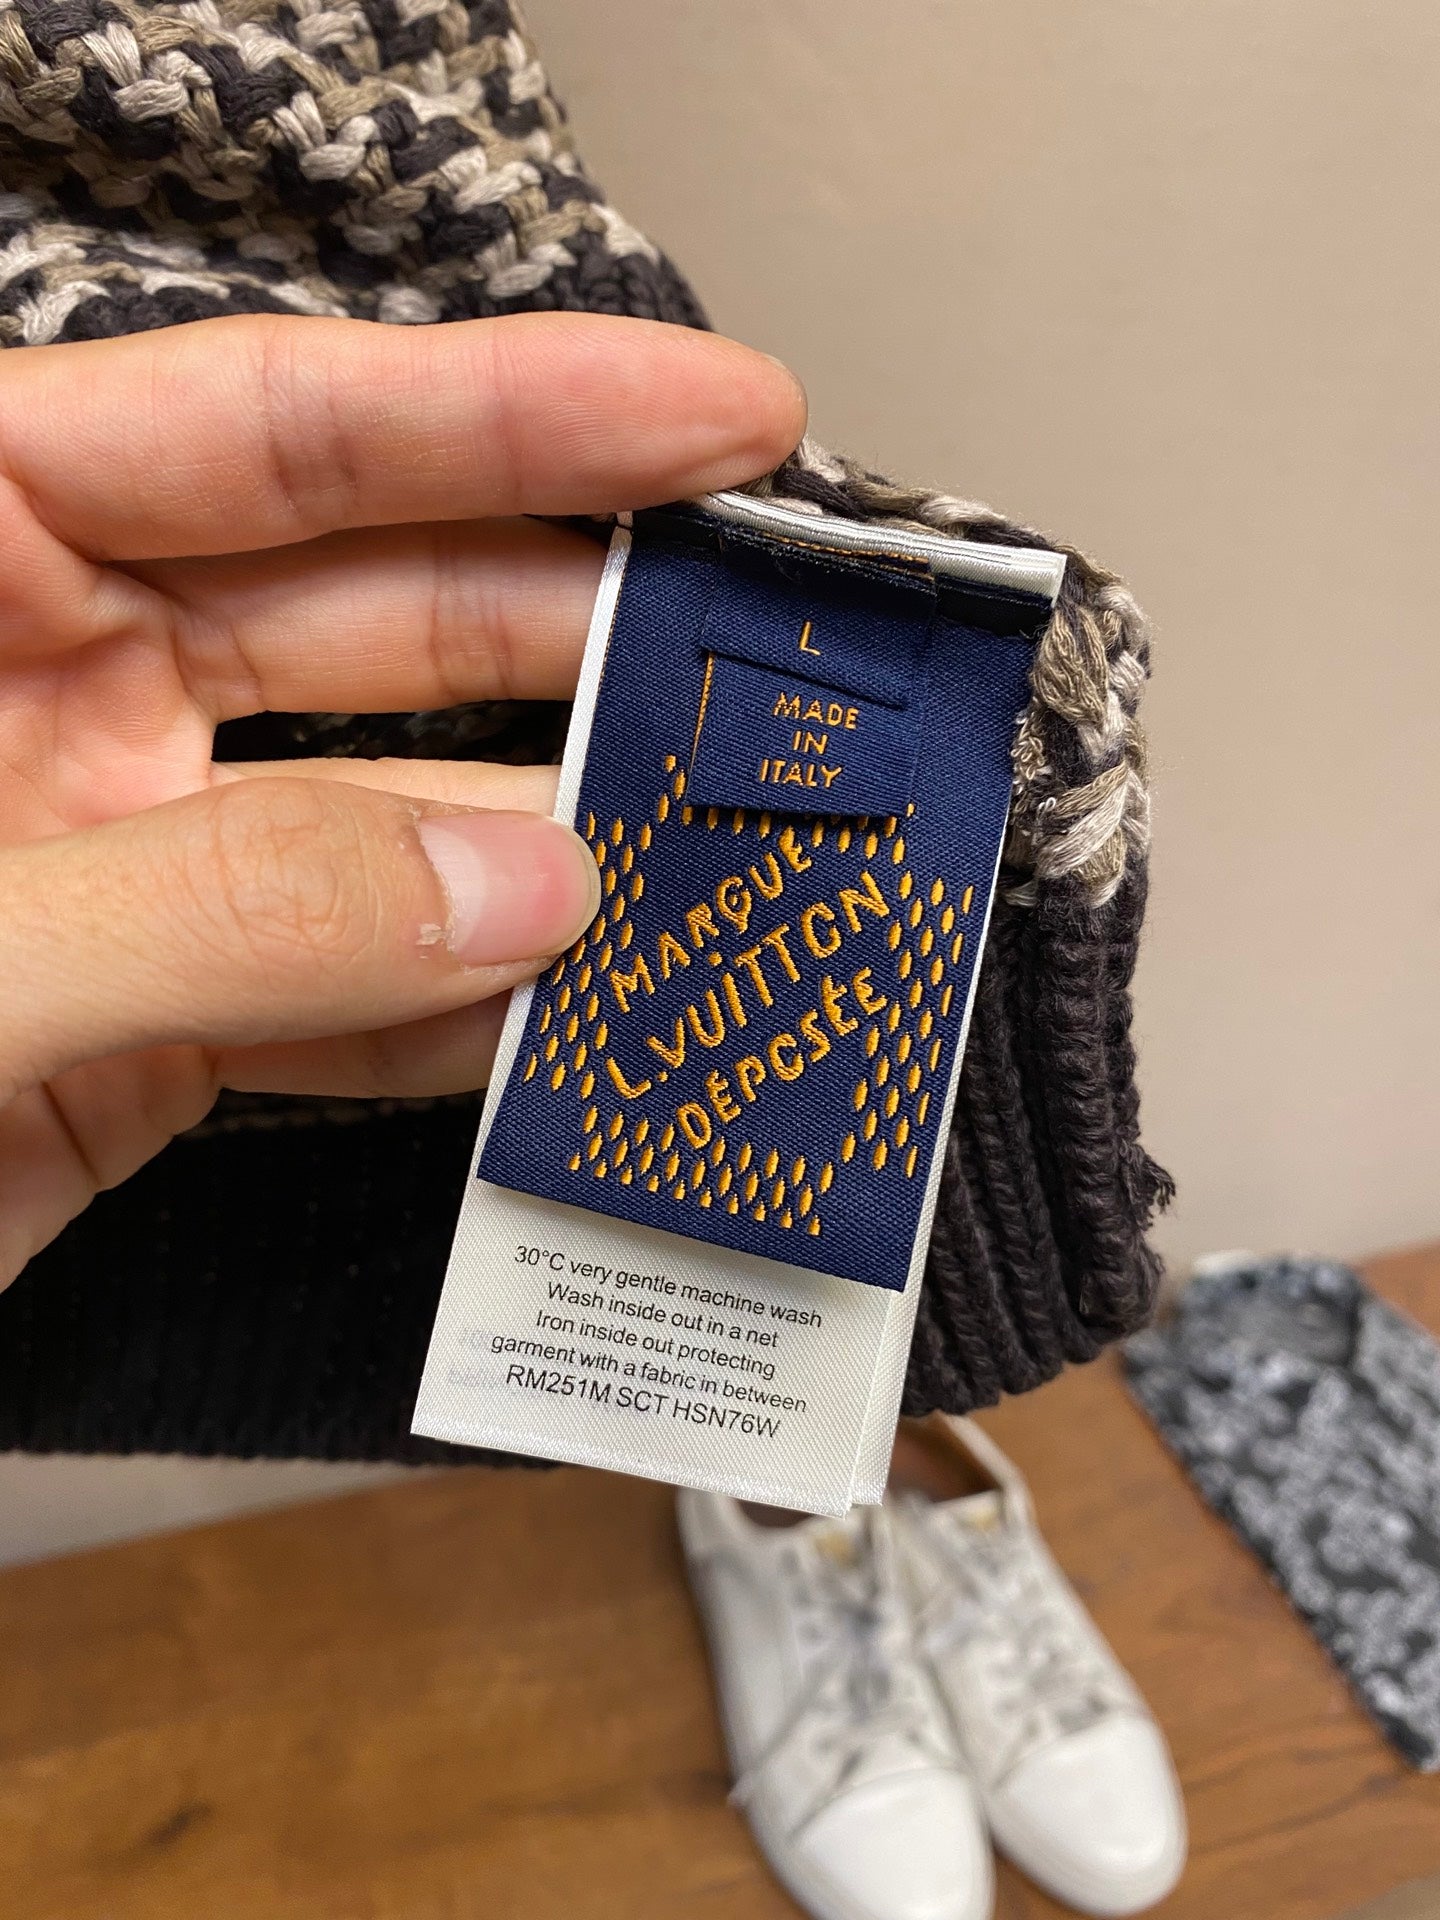 L
MADE
IN
ITALY
MARQUE
L.VUITTON
DÉPOSÉE
30°C very gentle machine wash
Wash inside out in a net
Iron inside out protecting
garment with a fabric in between
RM251M SCT HSN76W